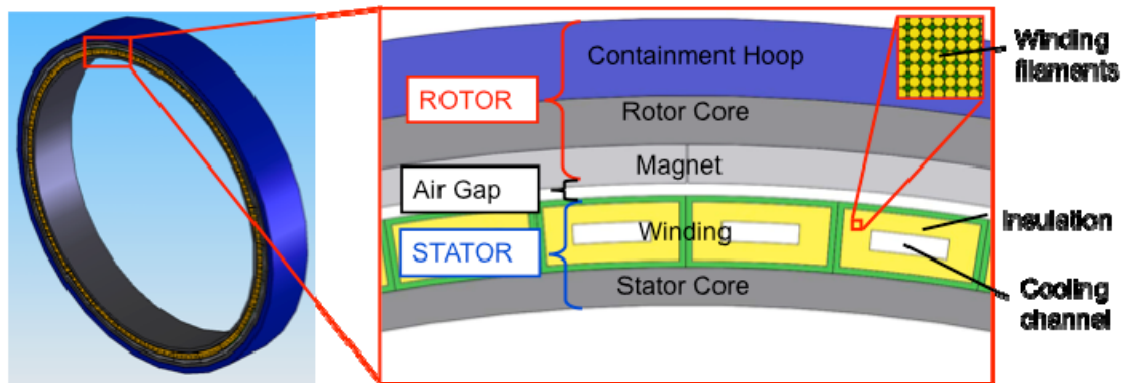 Containment Hoop
Winding
filaments
ROTOR
Rotor Core
Magnet
Air Gap
Insulation
Winding
STATOR
Stator Core
Cooling
channel